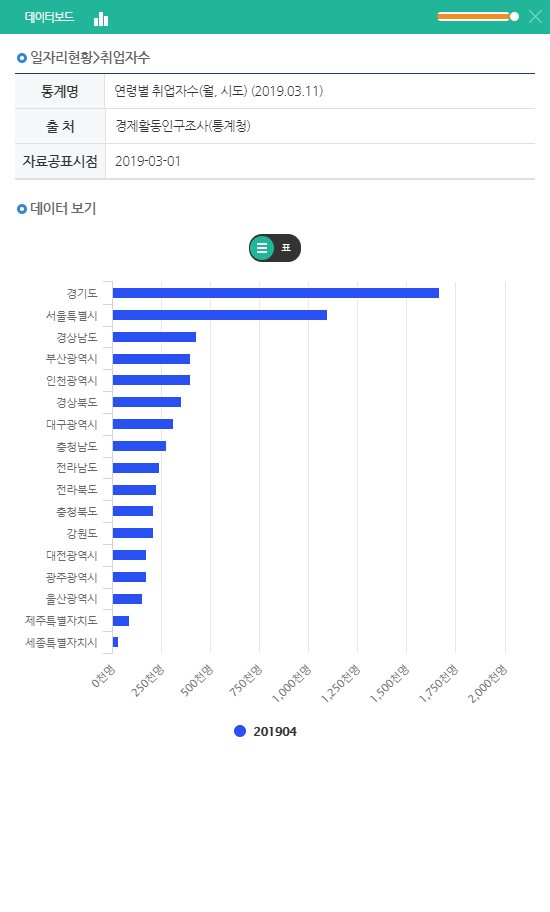 데이터보드
일자리현황>취업자수
통계명 연령별 취업자수(월, 시도) (2019.03.11)
출 처 경제활동인구조사(통계청)
자료공표시점 2019-03-01
데이터 보기
표
경기도
서울특별시
경상남도
부산광역시
인천광역시
경상북도
대구광역시
충청남도
전라남도
전라북도
충청북도
강원도
대전광역시
광주광역시
울산광역시
제주특별자치도
세종특별자치시
0천명 250천명 500천명 750천명 1,000천명 1,250천명 1,500천명 1,750천명 2,000천명
201904